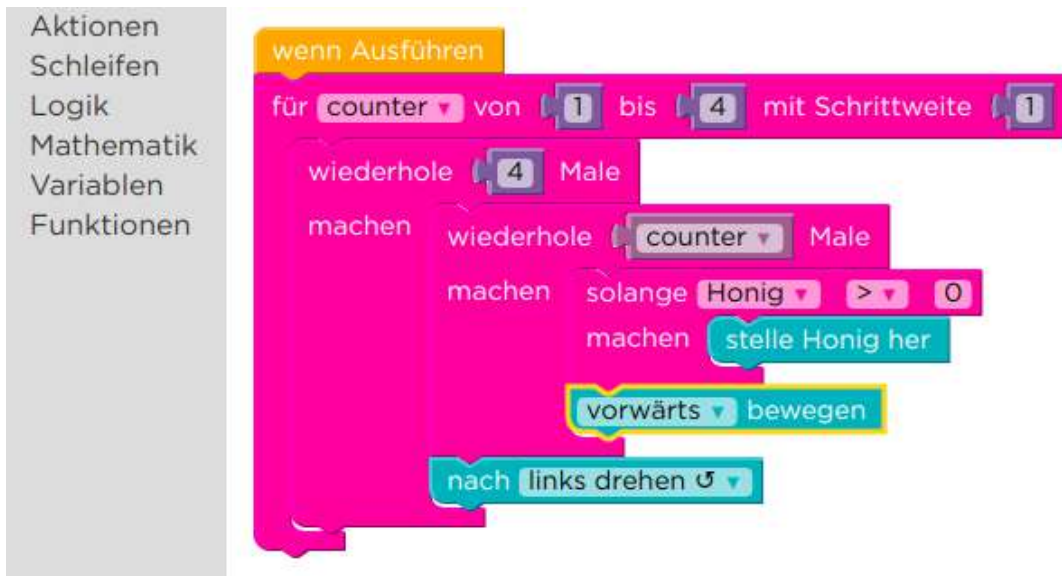 Aktionen
Schleifen
Logik
Mathematik
Variablen
Funktionen
wenn Ausführen
für counter ▼ von 1 bis 4 mit Schrittweite 1
wiederhole 4 Male
machen
wiederhole counter ▼ Male
machen
solange Honig ▼ > ▼ 0
machen stelle Honig her
vorwärts ▼ bewegen
nach links drehen ↺ ▼